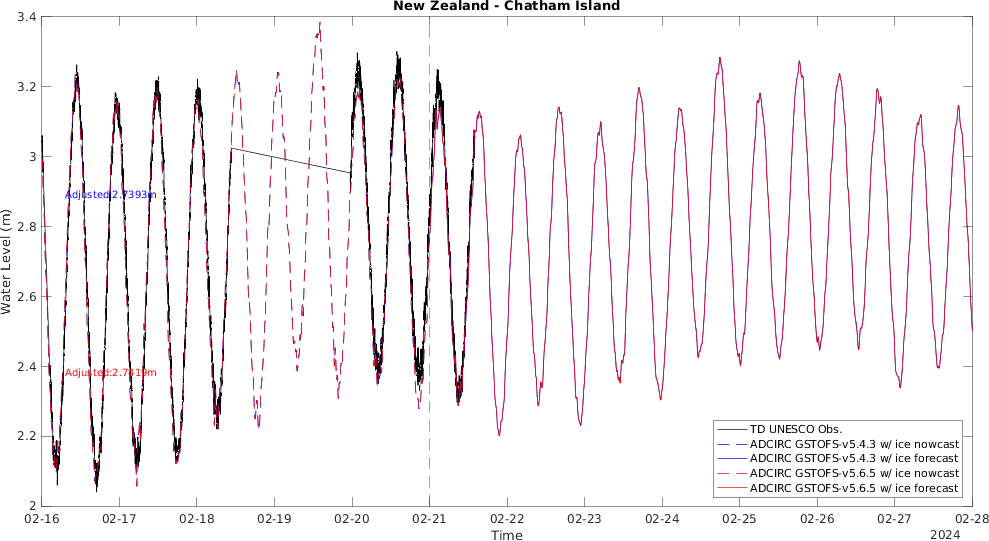 New Zealand - Chatham Island
3.4
3.2
3
2.8
2.6
2.4
2.2
2
Water Level (m)
Adjusted:2.7393m
Adjusted:2.7419m
TD UNESCO Obs.
ADCIRC GSTOFS-v5.4.3 w/ ice nowcast
ADCIRC GSTOFS-v5.4.3 w/ ice forecast
ADCIRC GSTOFS-v5.6.5 w/ ice nowcast
ADCIRC GSTOFS-v5.6.5 w/ ice forecast
02-16 02-17 02-18 02-19 02-20 02-21 02-22 02-23 02-24 02-25 02-26 02-27 02-28
Time
2024